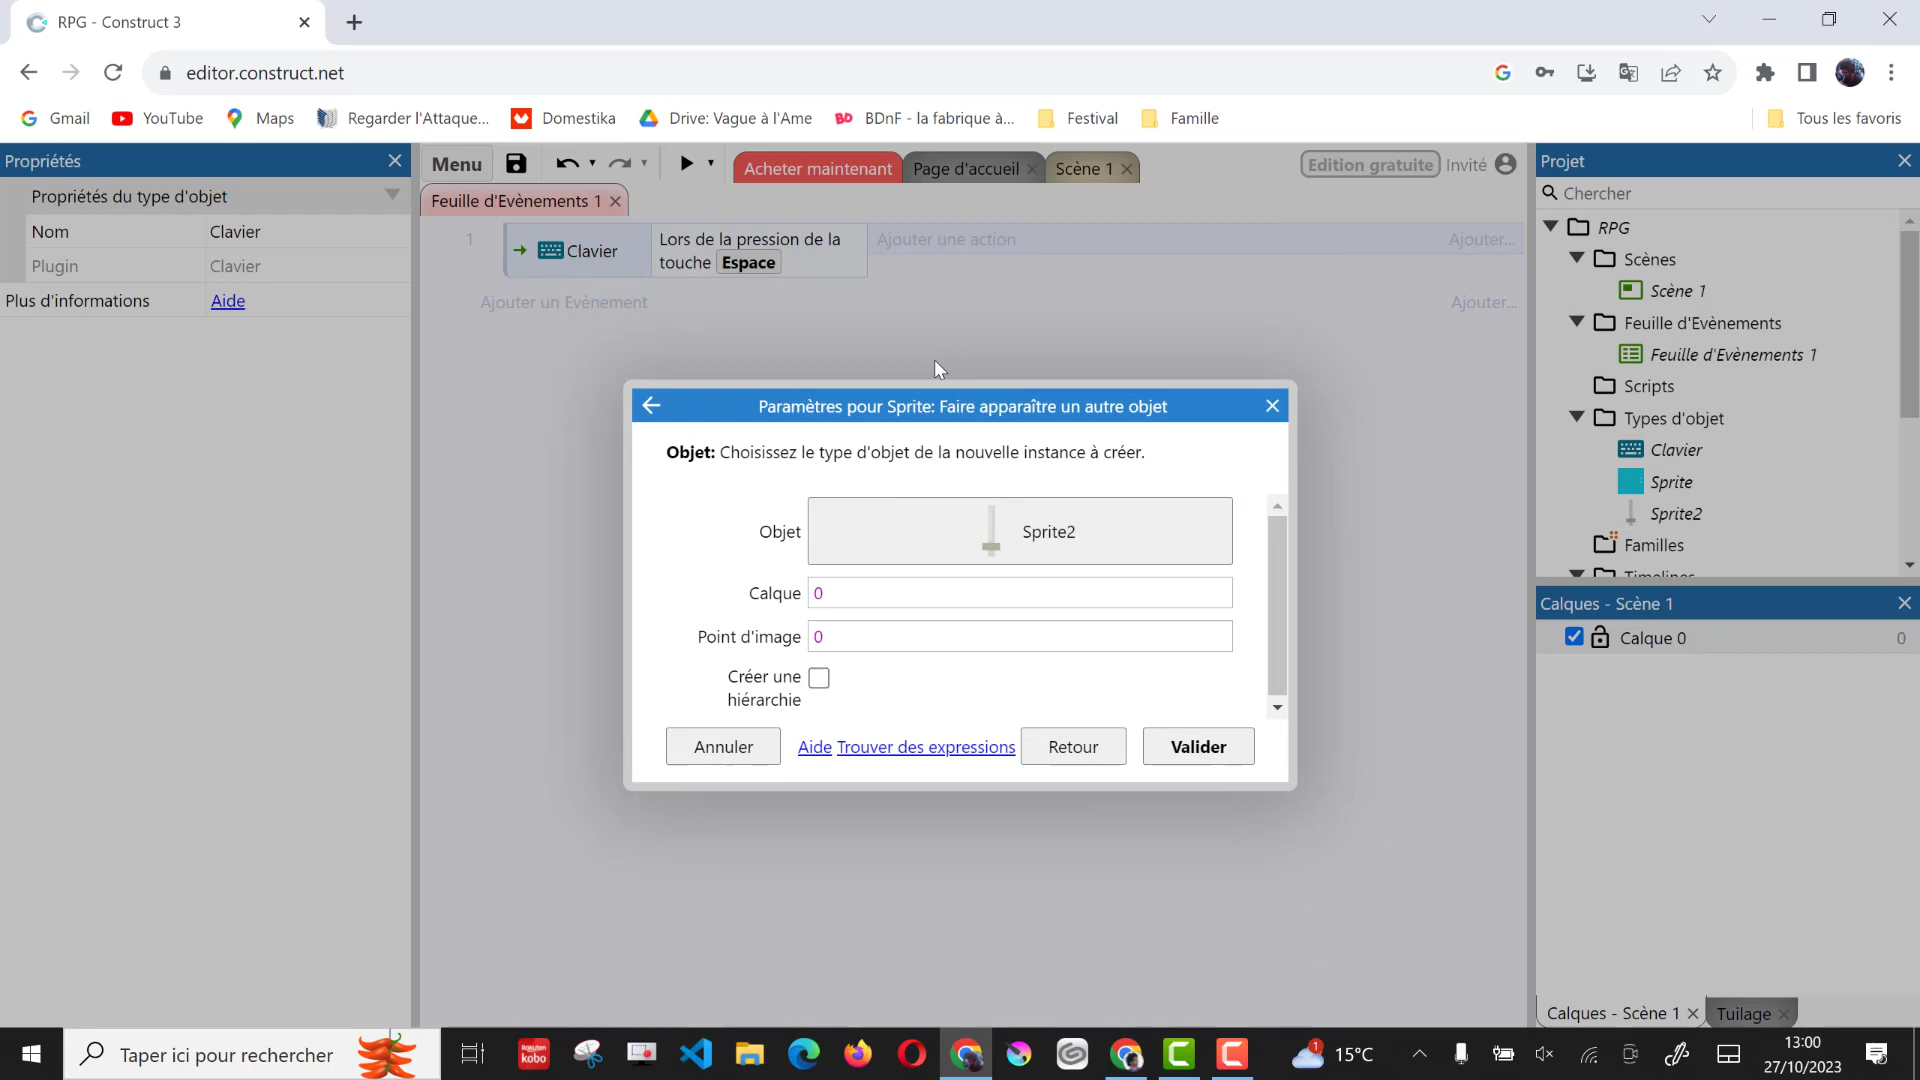 RPG - Construct 3
editor.construct.net
Gmail
YouTube
Maps
Regarder l'Attaque...
Domestika
Drive: Vague à l'Ame
BD BDnF - la fabrique à...
Festival
Famille
Tous les favoris
Propriétés
Propriétés du type d'objet
Nom Clavier
Plugin Clavier
Plus d'informations Aide
Menu
Acheter maintenant
Page d'accueil
Scène 1
Edition gratuite
Invité
Feuille d'Evènements 1
1
Clavier
Lors de la pression de la
touche Espace
Ajouter une action
Ajouter...
Ajouter un Evènement
Ajouter...
Paramètres pour Sprite: Faire apparaître un autre objet
Objet: Choisissez le type d'objet de la nouvelle instance à créer.
Objet Sprite2
Calque 0
Point d'image 0
Créer une
hiérarchie
Annuler
Aide Trouver des expressions
Retour
Valider
Projet
Chercher
RPG
Scènes
Scène 1
Feuille d'Evènements
Feuille d'Evènements 1
Scripts
Types d'objet
Clavier
Sprite
Sprite2
Familles
Timelines
Calques - Scène 1
Calque 0 0
Calques - Scène 1
Tuilage
Taper ici pour rechercher
Rakuten
kobo
1
15°C
13:00
27/10/2023